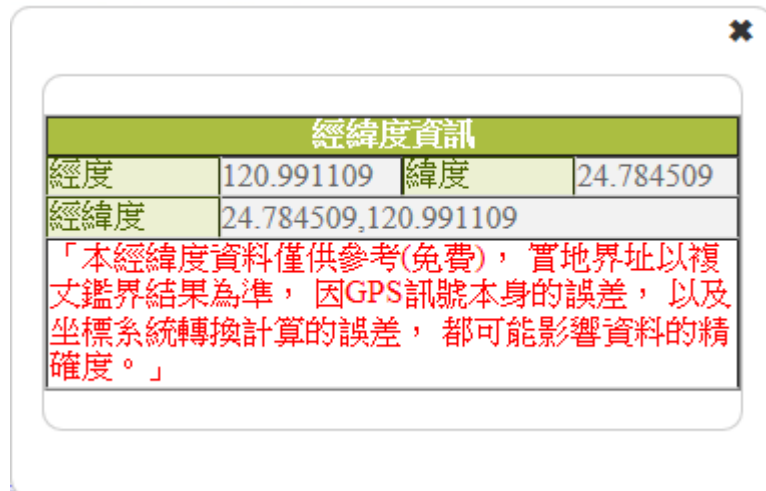 ✖
經緯度資訊
經度 120.991109 緯度 24.784509
經緯度 24.784509,120.991109
「本經緯度資料僅供參考(免費)， 實地界址以複
丈鑑界結果為準， 因GPS訊號本身的誤差， 以及
坐標系統轉換計算的誤差， 都可能影響資料的精
確度。」